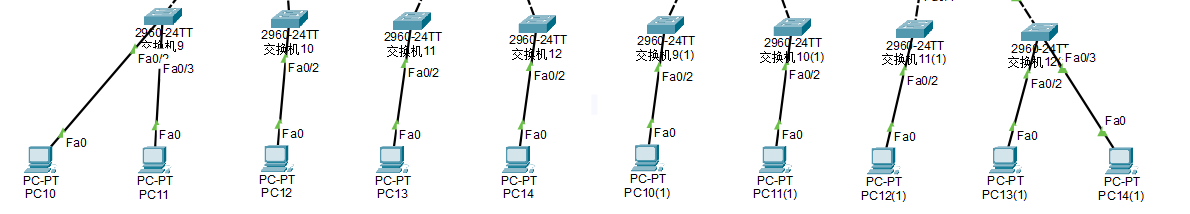 2960-24TT
交换机9
Fa0/2
Fa0/3
Fa0
Fa0
PC-PT
PC10
PC-PT
PC11
2960-24TT
交换机10
Fa0/2
Fa0
PC-PT
PC12
2960-24TT
交换机11
Fa0/2
Fa0
PC-PT
PC13
2960-24TT
交换机12
Fa0/2
Fa0
PC-PT
PC14
2960-24TT
交换机9(1)
Fa0/2
Fa0
PC-PT
PC10(1)
2960-24TT
交换机10(1)
Fa0/2
Fa0
PC-PT
PC11(1)
2960-24TT
交换机11(1)
Fa0/2
Fa0
PC-PT
PC12(1)
2960-24TT
交换机12
Fa0/3
Fa0/2
Fa0
Fa0
PC-PT
PC13(1)
PC-PT
PC14(1)